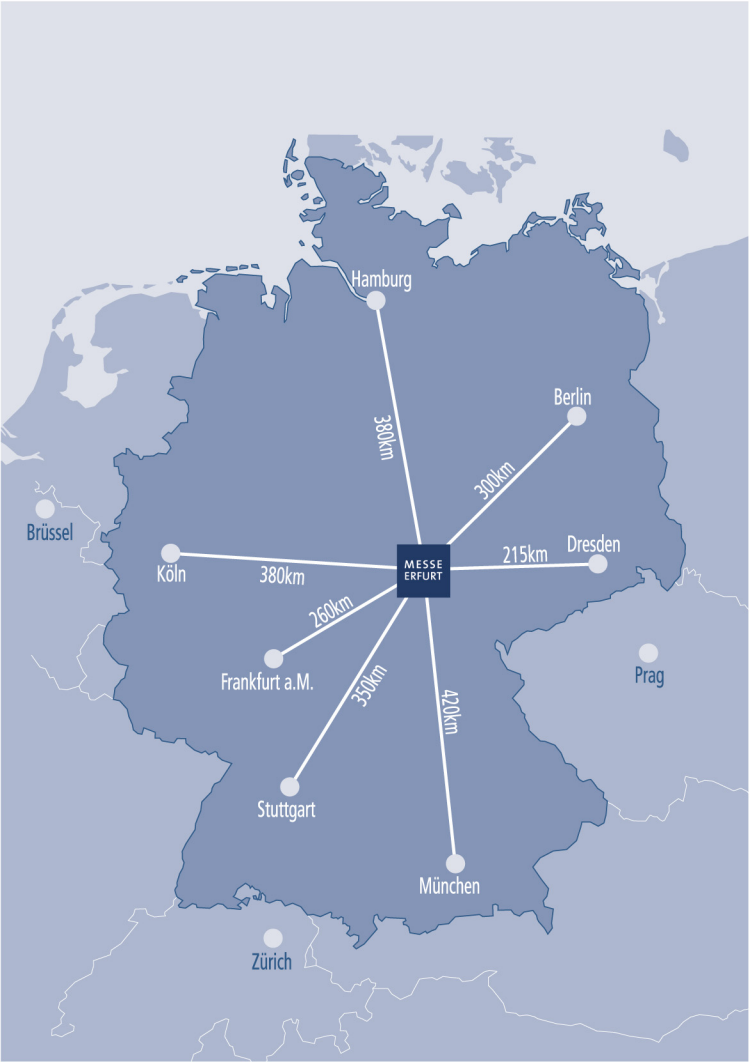 Hamburg
380km
Berlin
300km
Brüssel
Köln
380km
MESSE
ERFURT
215km
Dresden
260km
Frankfurt a.M.
350km
420km
Prag
Stuttgart
München
Zürich